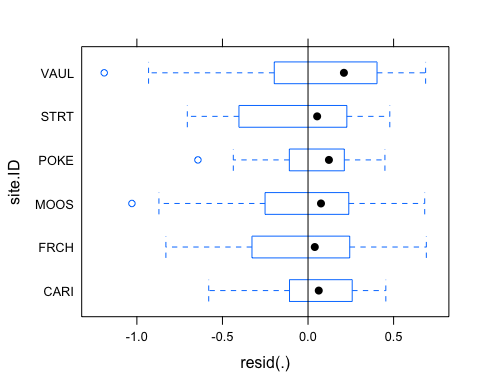 VAUL
STRT
POKE
MOOS
FRCH
CARI
site.ID
-1.0 -0.5 0.0 0.5
resid(.)